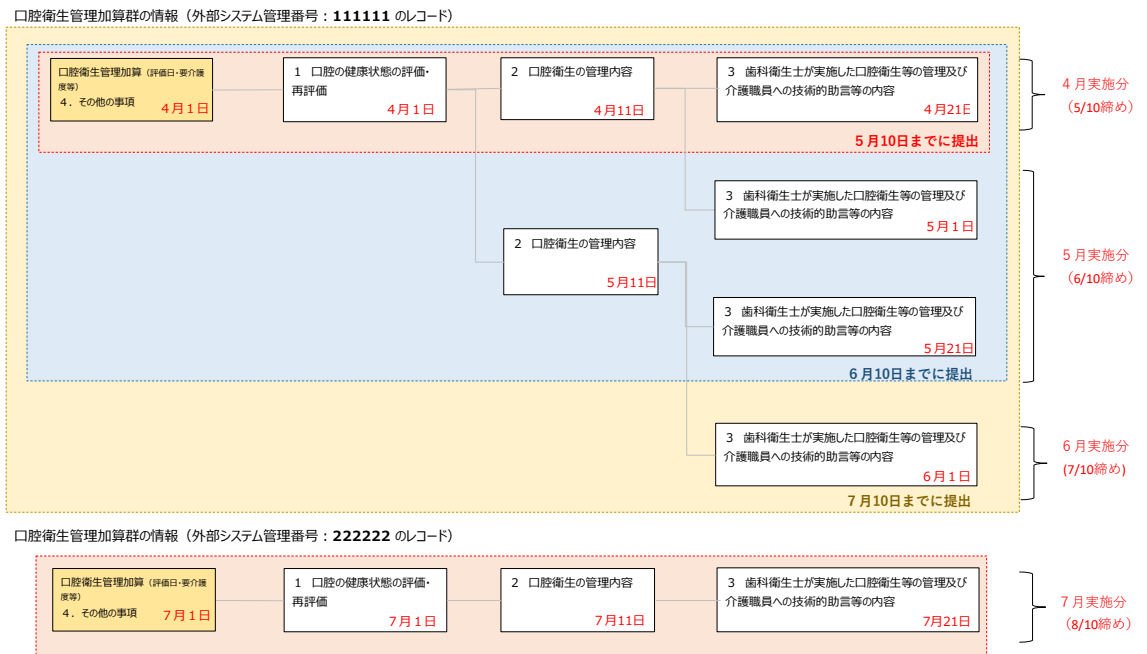 口腔衛生管理加算群の情報（外部システム管理番号：111111 のレコード）
口腔衛生管理加算（評価日・要介護
度等）
４．その他の事項
4月1日
1 口腔の健康状態の評価・
再評価
4月1日
2 口腔衛生の管理内容
4月11日
3 歯科衛生士が実施した口腔衛生等の管理及び
介護職員への技術的助言等の内容
4月21日
5月10日までに提出
4月実施分
（5/10締め）
3 歯科衛生士が実施した口腔衛生等の管理及び
介護職員への技術的助言等の内容
5月1日
2 口腔衛生の管理内容
5月11日
3 歯科衛生士が実施した口腔衛生等の管理及び
介護職員への技術的助言等の内容
5月21日
6月10日までに提出
5月実施分
（6/10締め）
3 歯科衛生士が実施した口腔衛生等の管理及び
介護職員への技術的助言等の内容
6月1日
7月10日までに提出
6月実施分
(7/10締め)
口腔衛生管理加算群の情報（外部システム管理番号：222222 のレコード）
口腔衛生管理加算（評価日・要介護
度等）
４．その他の事項
7月1日
1 口腔の健康状態の評価・
再評価
7月1日
2 口腔衛生の管理内容
7月11日
3 歯科衛生士が実施した口腔衛生等の管理及び
介護職員への技術的助言等の内容
7月21日
7月実施分
（8/10締め）